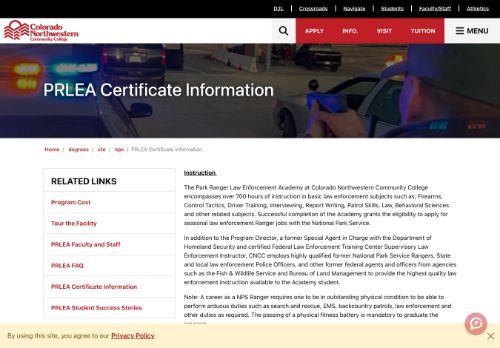 D2L
Crossroads
Navigate
Students
Faculty/Staff
Athletics
Colorado
Northwestern
Community College
APPLY
INFO.
VISIT
TUITION
MENU
PRLEA Certificate Information
Home / degrees / cte / nps / PRLEA Certificate Information
RELATED LINKS
Program Cost
Tour the Facility
PRLEA Faculty and Staff
PRLEA FAQ
PRLEA Certificate Information
PRLEA Student Success Stories
Instruction
The Park Ranger Law Enforcement Academy at Colorado Northwestern Community College
encompasses over 700 hours of instruction in basic law enforcement subjects such as; Firearms,
Control Tactics, Driver Training, Interviewing, Report Writing, Patrol Skills, Law, Behavioral Sciences
and other related subjects. Successful completion of the Academy grants the eligibility to apply for
seasonal law enforcement Ranger jobs with the National Park Service.
In addition to the Program Director, a former Special Agent in Charge with the Department of
Homeland Security and certified Federal Law Enforcement Training Center Supervisory Law
Enforcement Instructor, CNCC employs highly qualified former National Park Service Rangers, State
and local law enforcement Police Officers, and other former federal agents and officers from agencies
such as the Fish & Wildlife Service and Bureau of Land Management to provide the highest quality law
enforcement instruction available to the Academy student.
Note: A career as a NPS Ranger requires one to be in outstanding physical condition to be able to
perform arduous duties such as search and rescue, EMS, backcountry patrols, law enforcement and
other duties as required. The passing of a physical fitness battery is mandatory to graduate the
By using this site, you agree to our Privacy Policy